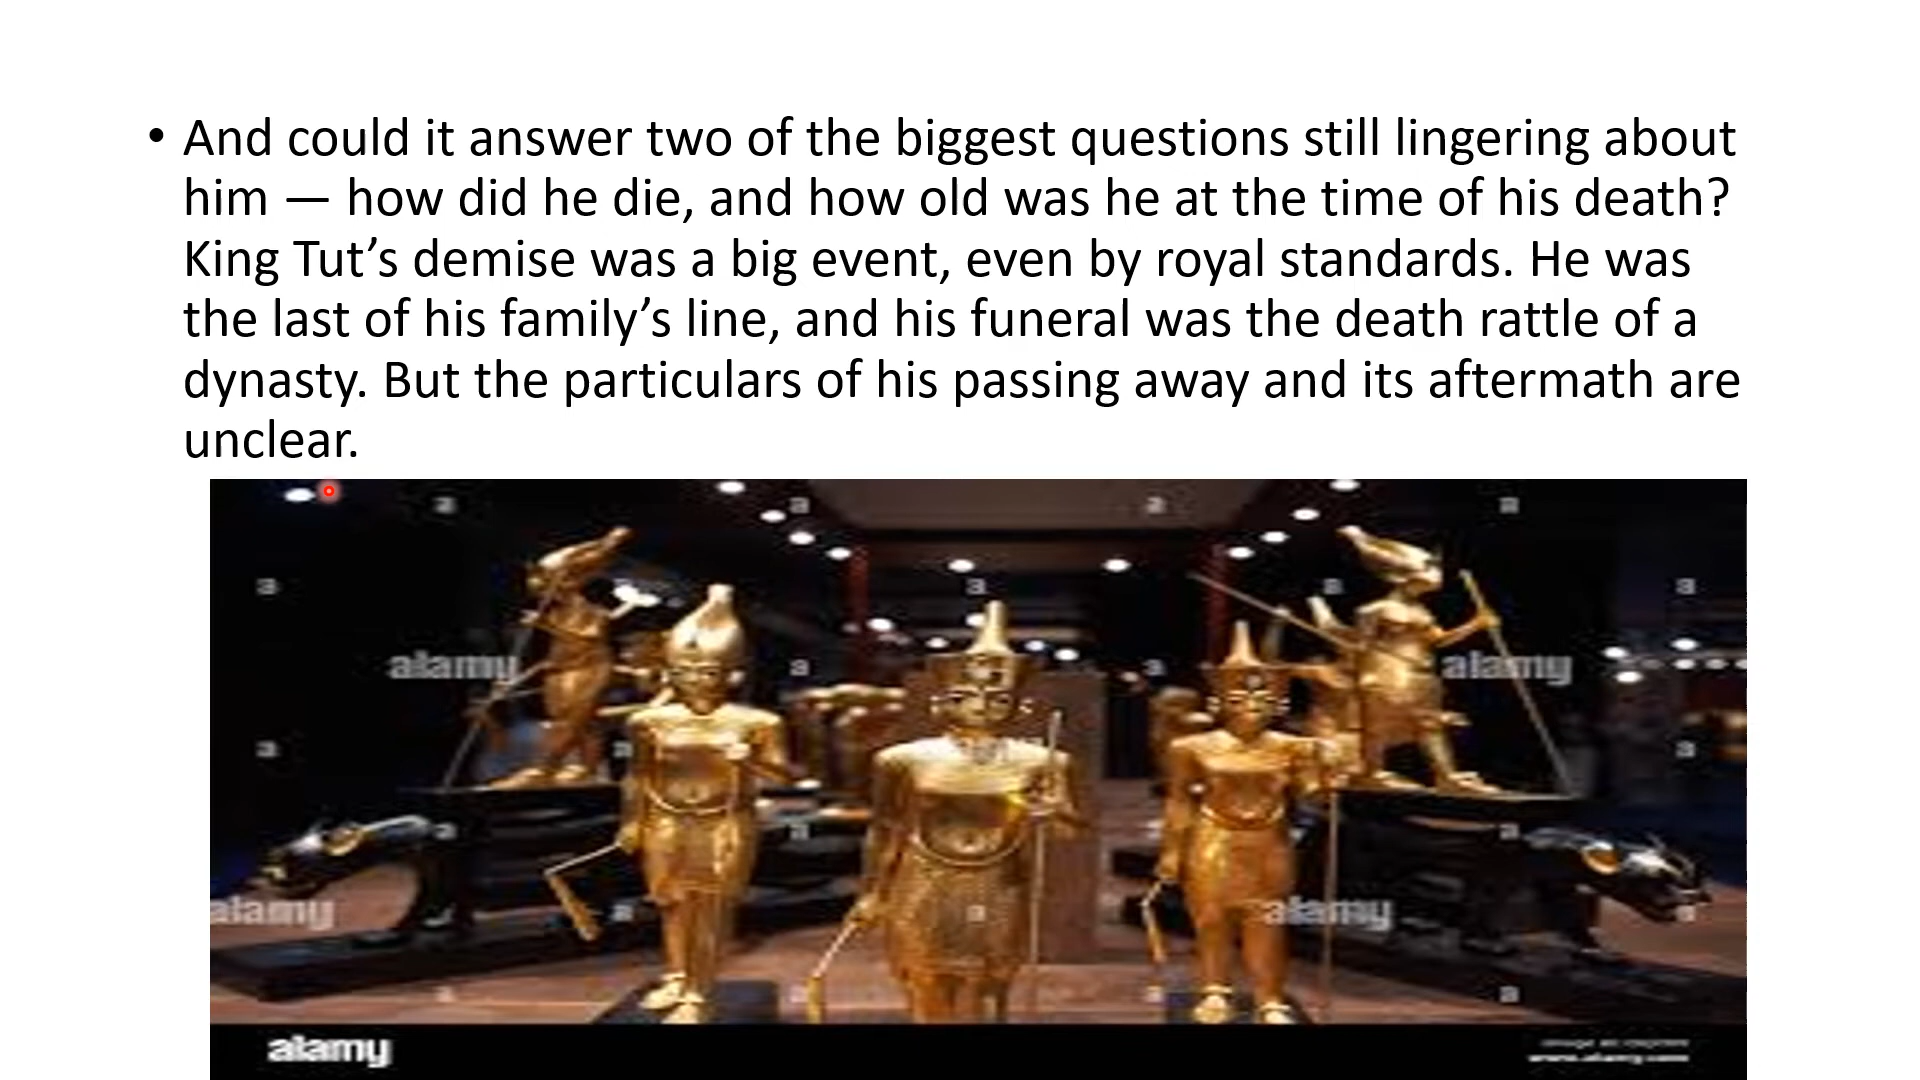 • And could it answer two of the biggest questions still lingering about
him — how did he die, and how old was he at the time of his death?
King Tut’s demise was a big event, even by royal standards. He was
the last of his family’s line, and his funeral was the death rattle of a
dynasty. But the particulars of his passing away and its aftermath are
unclear.
a a a a
a a a a
alamy alamy
a a
a a a
a a a
alamy a a alamy a
a a a a
alamy
www.alamy.com